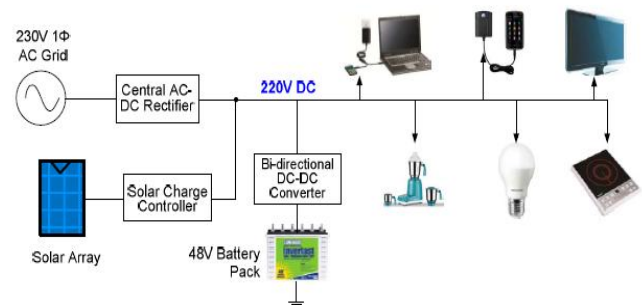 230V 1Φ
AC Grid
Central AC-
DC Rectifier
220V DC
Bi-directional
DC-DC
Converter
Solar Charge
Controller
48V Battery
Pack
Solar Array